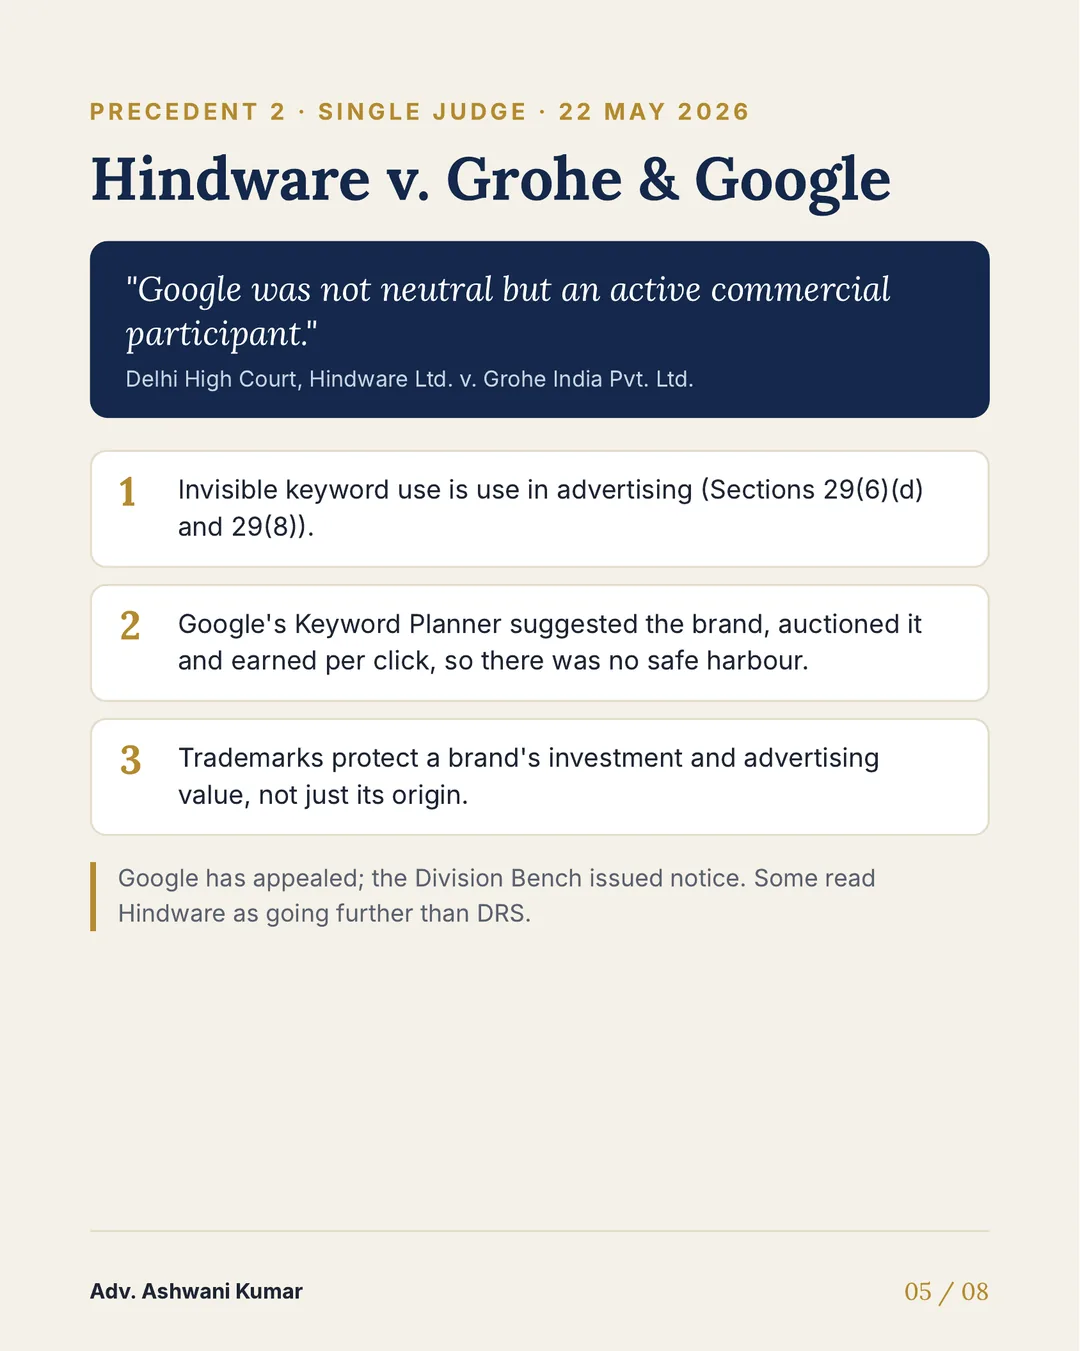 PRECEDENT 2 · SINGLE JUDGE · 22 MAY 2026
Hindware v. Grohe & Google
"Google was not neutral but an active commercial
participant."
Delhi High Court, Hindware Ltd. v. Grohe India Pvt. Ltd.
1 Invisible keyword use is use in advertising (Sections 29(6)(d)
and 29(8)).
2 Google's Keyword Planner suggested the brand, auctioned it
and earned per click, so there was no safe harbour.
3 Trademarks protect a brand's investment and advertising
value, not just its origin.
Google has appealed; the Division Bench issued notice. Some read
Hindware as going further than DRS.
Adv. Ashwani Kumar
05 / 08